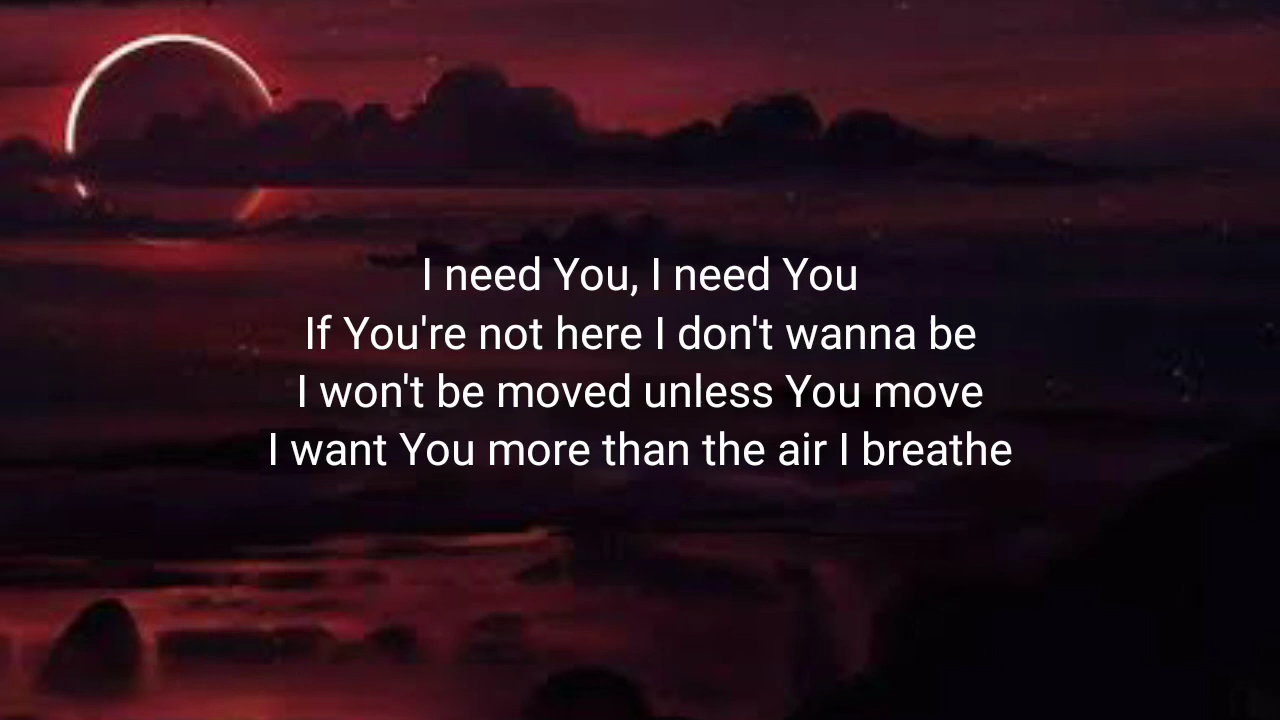 I need You, I need You
If You're not here I don't wanna be
I won't be moved unless You move
I want You more than the air I breathe